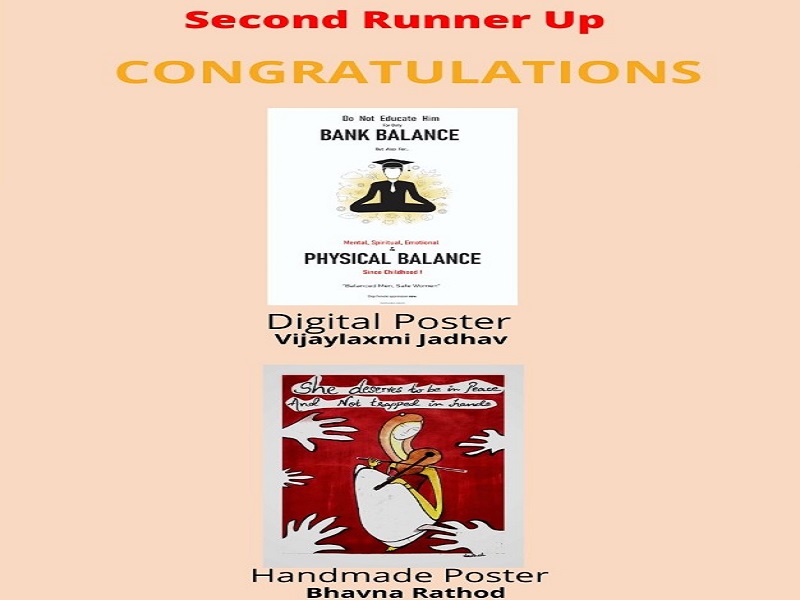 Second Runner Up
CONGRATULATIONS
Do Not Educate Him
For Only
BANK BALANCE
But Also For..
Mental, Spiritual, Emotional
&
PHYSICAL BALANCE
Since Childhood !
"Balanced Men, Safe Women"
Digital Poster
Vijaylaxmi Jadhav
She deserves to be in Peace
And Not trapped in hands
Handmade Poster
Bhavna Rathod